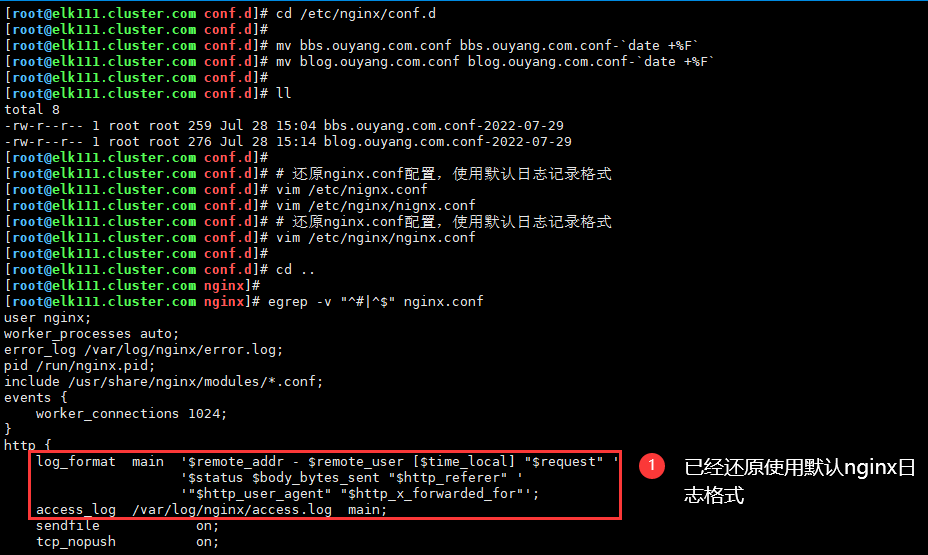 [root@elk111.cluster.com conf.d]# cd /etc/nginx/conf.d
[root@elk111.cluster.com conf.d]#
[root@elk111.cluster.com conf.d]# mv bbs.ouyang.com.conf bbs.ouyang.com.conf-`date +%F`
[root@elk111.cluster.com conf.d]# mv blog.ouyang.com.conf blog.ouyang.com.conf-`date +%F`
[root@elk111.cluster.com conf.d]#
[root@elk111.cluster.com conf.d]# ll
total 8
-rw-r--r-- 1 root root 259 Jul 28 15:04 bbs.ouyang.com.conf-2022-07-29
-rw-r--r-- 1 root root 276 Jul 28 15:14 blog.ouyang.com.conf-2022-07-29
[root@elk111.cluster.com conf.d]#
[root@elk111.cluster.com conf.d]# # 还原nginx.conf配置，使用默认日志记录格式
[root@elk111.cluster.com conf.d]# vim /etc/nignx.conf
[root@elk111.cluster.com conf.d]# vim /etc/nginx/nignx.conf
[root@elk111.cluster.com conf.d]# # 还原nginx.conf配置，使用默认日志记录格式
[root@elk111.cluster.com conf.d]# vim /etc/nginx/nginx.conf
[root@elk111.cluster.com conf.d]#
[root@elk111.cluster.com conf.d]# cd ..
[root@elk111.cluster.com nginx]#
[root@elk111.cluster.com nginx]# egrep -v "^#|^$" nginx.conf
user nginx;
worker_processes auto;
error_log /var/log/nginx/error.log;
pid /run/nginx.pid;
include /usr/share/nginx/modules/*.conf;
events {
    worker_connections 1024;
}
http {
    log_format  main  '$remote_addr - $remote_user [$time_local] "$request" '
                      '$status $body_bytes_sent "$http_referer" '
                      '"$http_user_agent" "$http_x_forwarded_for"';
    access_log  /var/log/nginx/access.log  main;
    sendfile            on;
    tcp_nopush          on;
1
已经还原使用默认nginx日
志格式